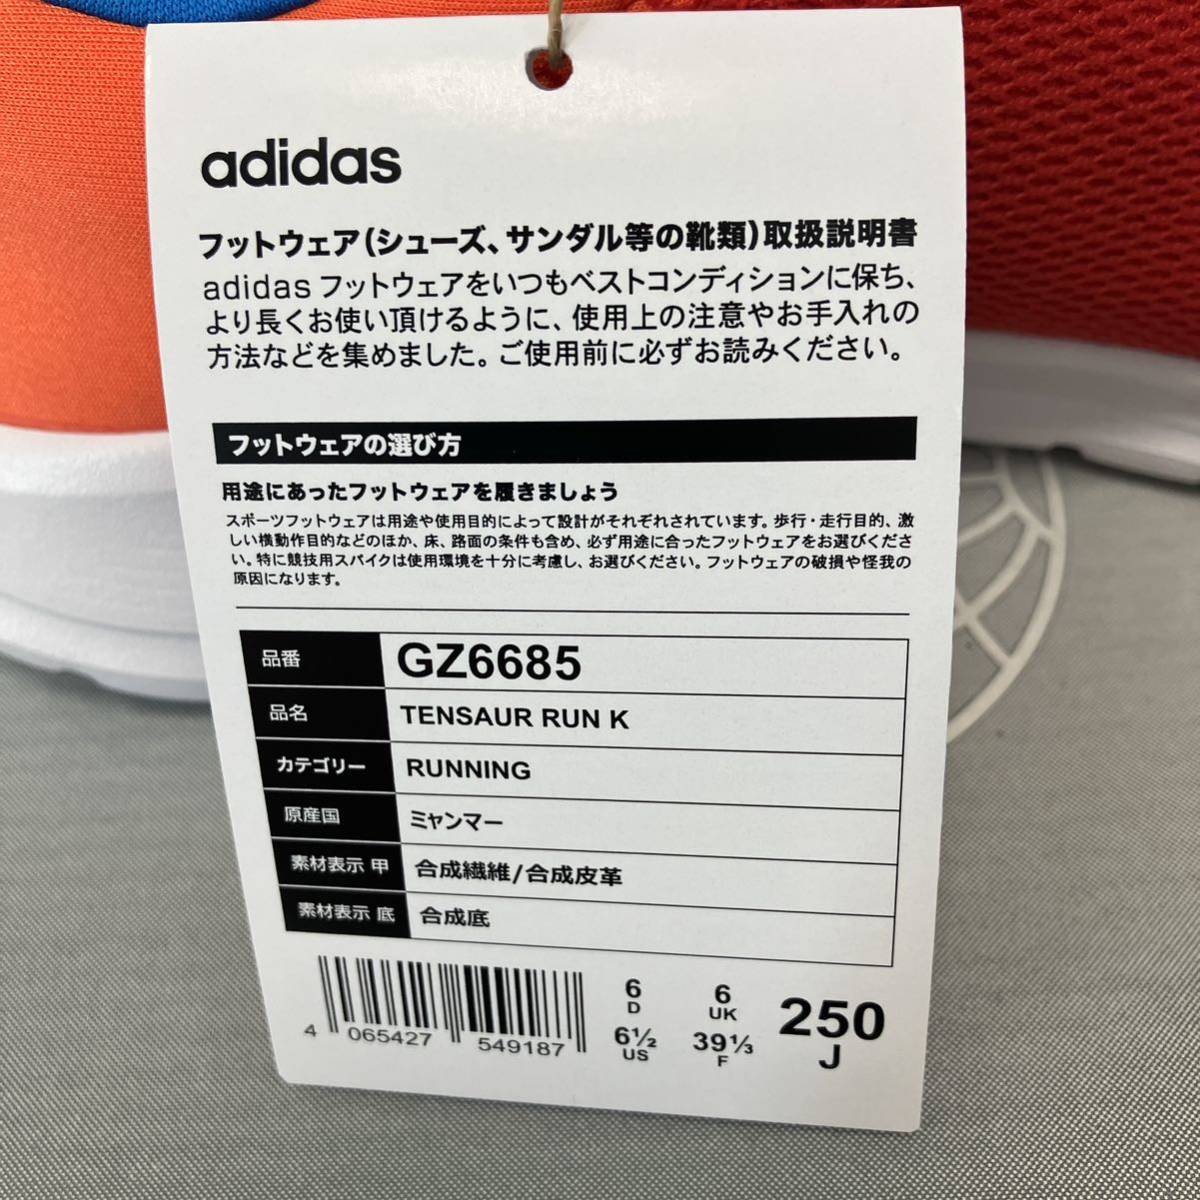 adidas
フットウェア(シューズ、サンダル等の靴類)取扱説明書
adidas フットウェアをいつもベストコンディションに保ち、
より長くお使い頂けるように、使用上の注意やお手入れの
方法などを集めました。ご使用前に必ずお読みください。
フットウェアの選び方
用途にあったフットウェアを履きましょう
スポーツフットウェアは用途や使用目的によって設計がそれぞれされています。歩行・走行目的、激
しい横動作目的などのほか、床、路面の条件も含め、必ず用途に合ったフットウェアをお選びくださ
い。特に競技用スパイクは使用環境を十分に考慮し、お選びください。フットウェアの破損や怪我の
原因になります。
品番 GZ6685
品名 TENSAUR RUN K
カテゴリー RUNNING
原産国 ミャンマー
素材表示 甲 合成繊維/合成皮革
素材表示 底 合成底
4 065427 549187
6 D 6 UK 250 J
6½ US 39⅓ F